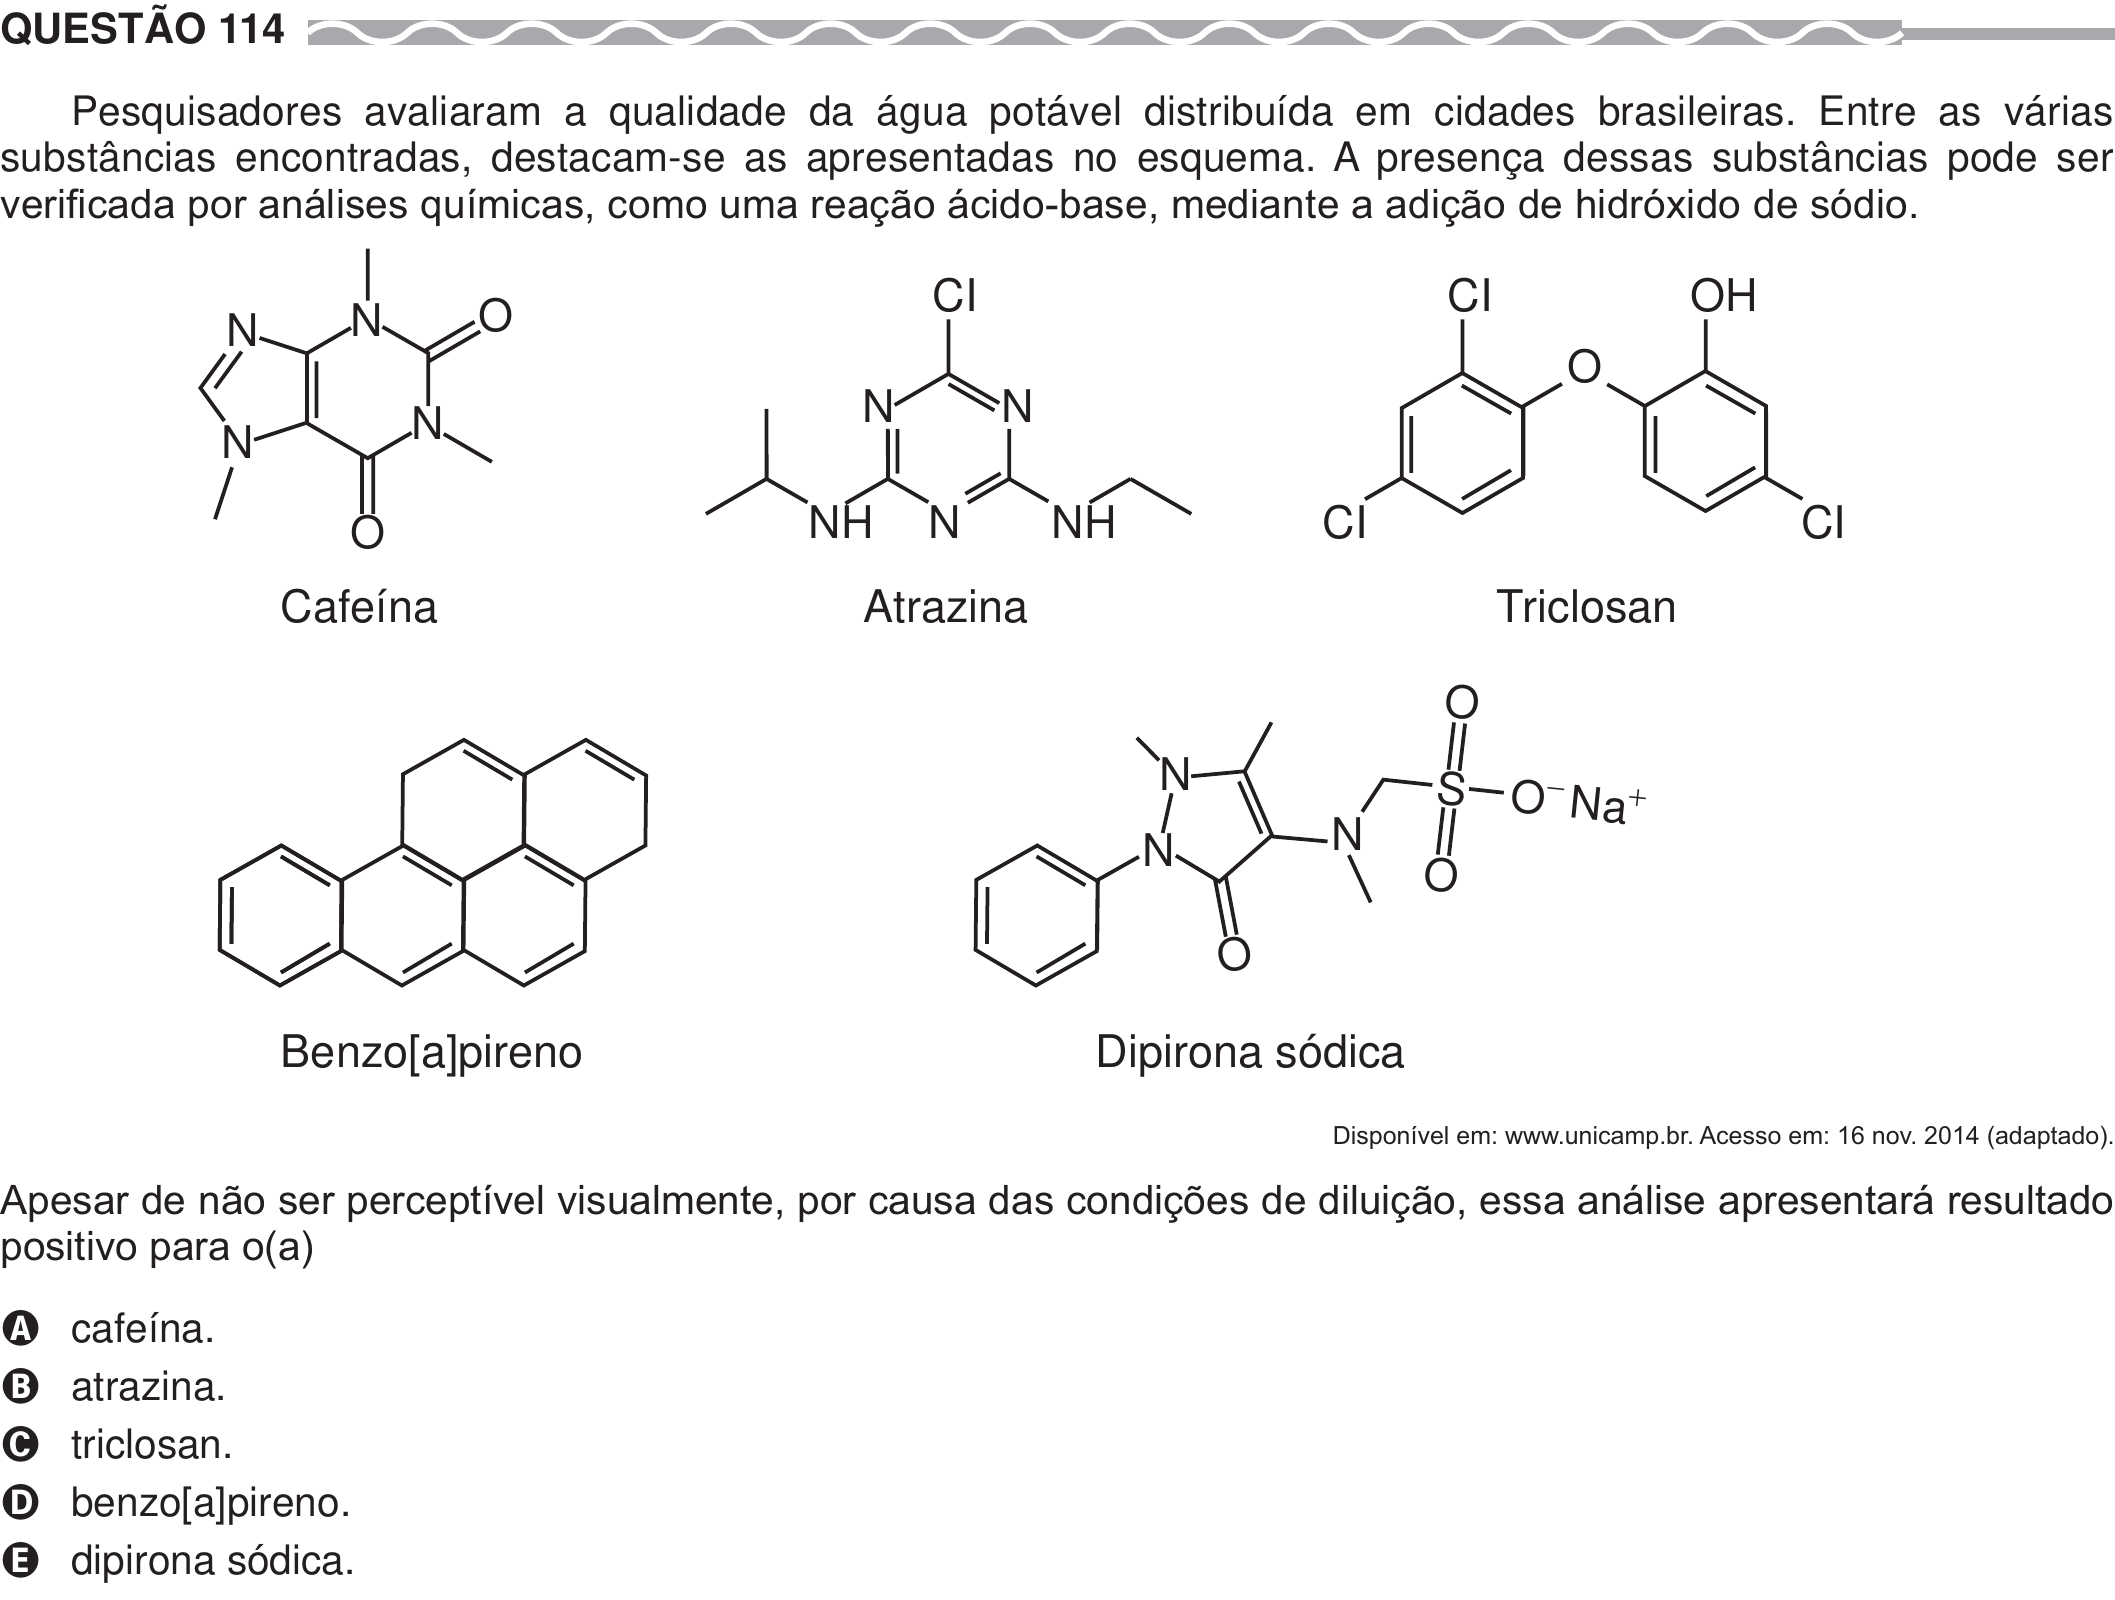 QUESTÃO 114
Pesquisadores avaliaram a qualidade da água potável distribuída em cidades brasileiras. Entre as várias
substâncias encontradas, destacam-se as apresentadas no esquema. A presença dessas substâncias pode ser
verificada por análises químicas, como uma reação ácido-base, mediante a adição de hidróxido de sódio.
N
N
O
N
N
O
Cafeína
Cl
N
N
NH
N
NH
Atrazina
Cl
OH
O
Cl
Cl
Triclosan
Benzo[a]pireno
O
N
S
O⁻ Na⁺
N
N
O
O
Dipirona sódica
Disponível em: www.unicamp.br. Acesso em: 16 nov. 2014 (adaptado).
Apesar de não ser perceptível visualmente, por causa das condições de diluição, essa análise apresentará resultado
positivo para o(a)
A cafeína.
B atrazina.
C triclosan.
D benzo[a]pireno.
E dipirona sódica.